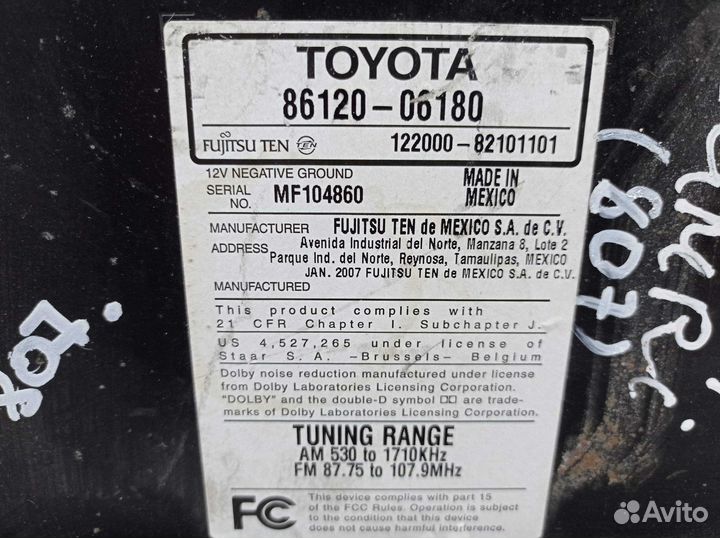 TOYOTA
86120-06180
FUJITSU TEN TEN 122000-82101101
12V NEGATIVE GROUND
SERIAL NO. MF104860
MADE IN MEXICO
MANUFACTURER FUJITSU TEN de MEXICO S.A. de C.V.
ADDRESS Avenida Industrial del Norte, Manzana 8, Lote 2
Parque Ind. del Norte, Reynosa, Tamaulipas, MEXICO
JAN. 2007 FUJITSU TEN de MEXICO S.A. de C.V.
MANUFACTURED
This product complies with
21 CFR Chapter I. Subchapter J.
US 4,527,265 under license of
Staar S. A. -Brussels- Belgium
Dolby noise reduction manufactured under license
from Dolby Laboratories Licensing Corporation.
"DOLBY" and the double-D symbol are trade-
marks of Dolby Laboratories Licensing Corporation.
TUNING RANGE
AM 530 to 1710KHz
FM 87.75 to 107.9MHz
FC This device complies with part 15
of the FCC Rules. Operation is subject
to the condition that this device
does not cause harmful interference.
(807)
807.
Avito